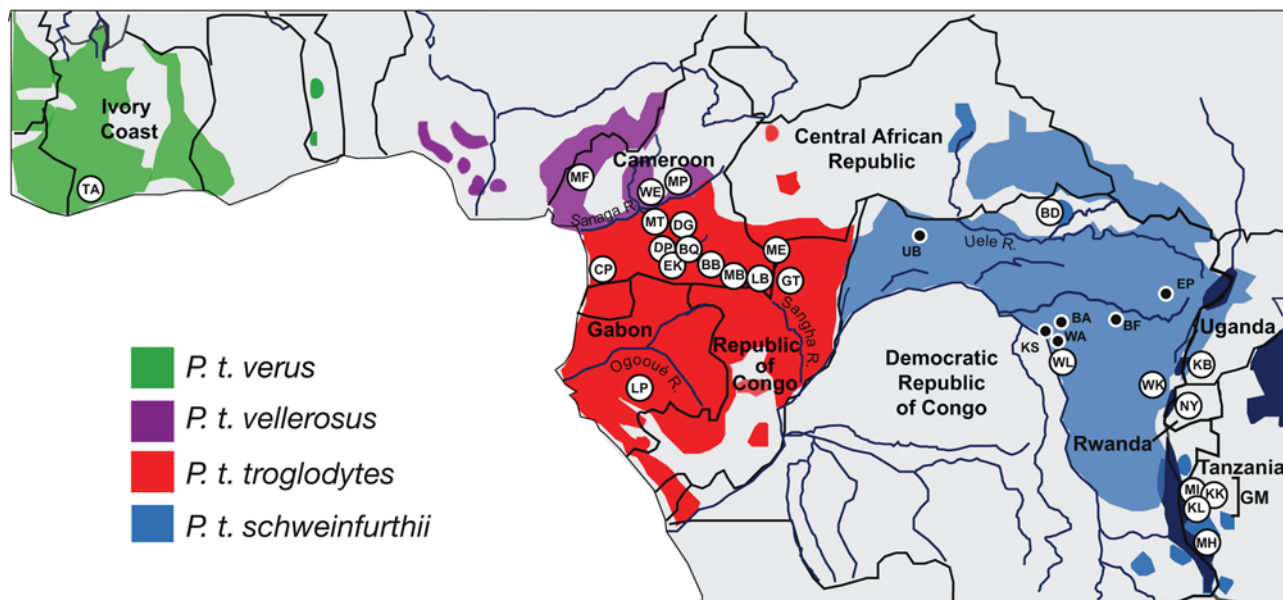 Ivory
Coast
TA
Cameroon
MF
WE
MP
Sanaga R.
MT
DG
DP
BQ
EK
BB
MB
LB
ME
GT
CP
Central African
Republic
BD
UB
Uele R.
EP
Gabon
Ogooué R.
LP
Republic
of
Congo
Sangha R.
Democratic
Republic
of Congo
KS
BA
WA
BF
WL
WK
Uganda
KB
NY
Rwanda
Tanzania
MI
KK
GM
KL
MH
P. t. verus
P. t. vellerosus
P. t. troglodytes
P. t. schweinfurthii